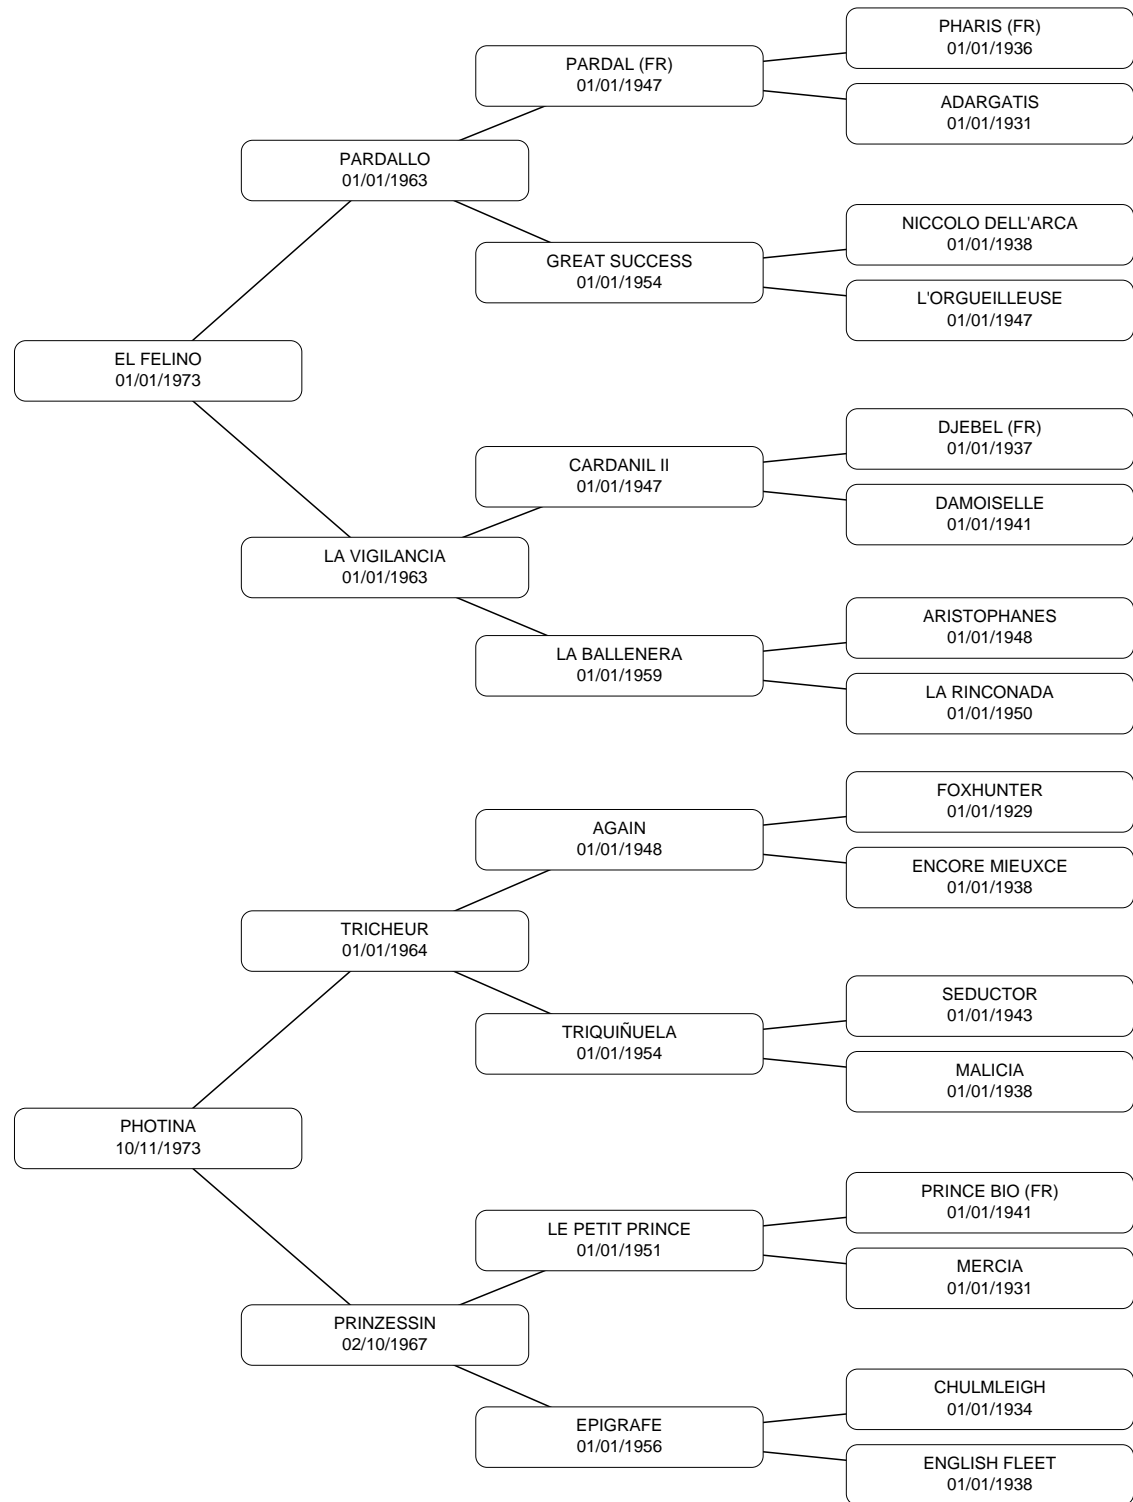 PHARIS (FR)
01/01/1936
PARDAL (FR)
01/01/1947
ADARGATIS
01/01/1931
PARDALLO
01/01/1963
NICCOLO DELL'ARCA
01/01/1938
GREAT SUCCESS
01/01/1954
L'ORGUEILLEUSE
01/01/1947
EL FELINO
01/01/1973
DJEBEL (FR)
01/01/1937
CARDANIL II
01/01/1947
DAMOISELLE
01/01/1941
LA VIGILANCIA
01/01/1963
ARISTOPHANES
01/01/1948
LA BALLENERA
01/01/1959
LA RINCONADA
01/01/1950
FOXHUNTER
01/01/1929
AGAIN
01/01/1948
ENCORE MIEUXCE
01/01/1938
TRICHEUR
01/01/1964
SEDUCTOR
01/01/1943
TRIQUIÑUELA
01/01/1954
MALICIA
01/01/1938
PHOTINA
10/11/1973
PRINCE BIO (FR)
01/01/1941
LE PETIT PRINCE
01/01/1951
MERCIA
01/01/1931
PRINZESSIN
02/10/1967
CHULMLEIGH
01/01/1934
EPIGRAFE
01/01/1956
ENGLISH FLEET
01/01/1938